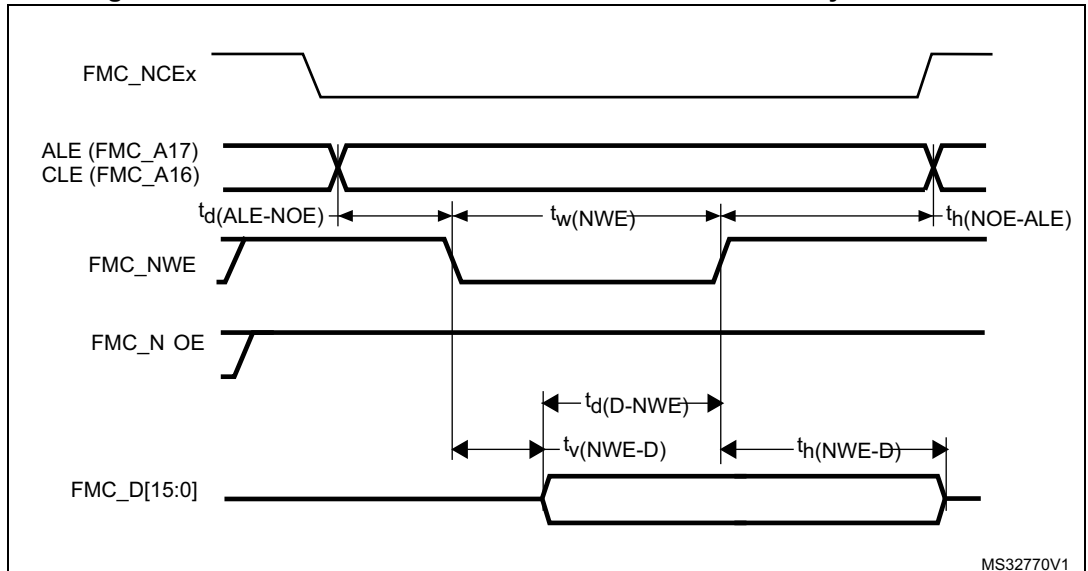 FMC_NCEx
ALE (FMC_A17)
CLE (FMC_A16)
td(ALE-NOE)
tw(NWE)
th(NOE-ALE)
FMC_NWE
FMC_N OE
td(D-NWE)
tv(NWE-D)
th(NWE-D)
FMC_D[15:0]
MS32770V1